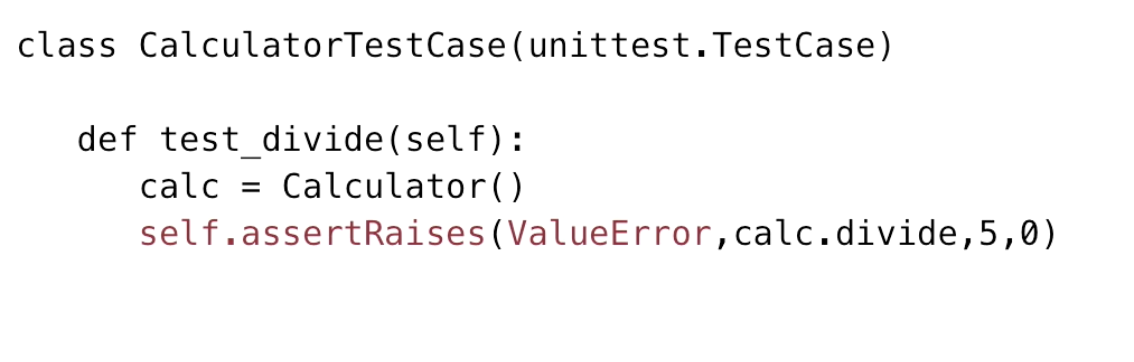 class CalculatorTestCase(unittest.TestCase)
def test_divide(self):
calc = Calculator()
self.assertRaises(ValueError,calc.divide,5,0)